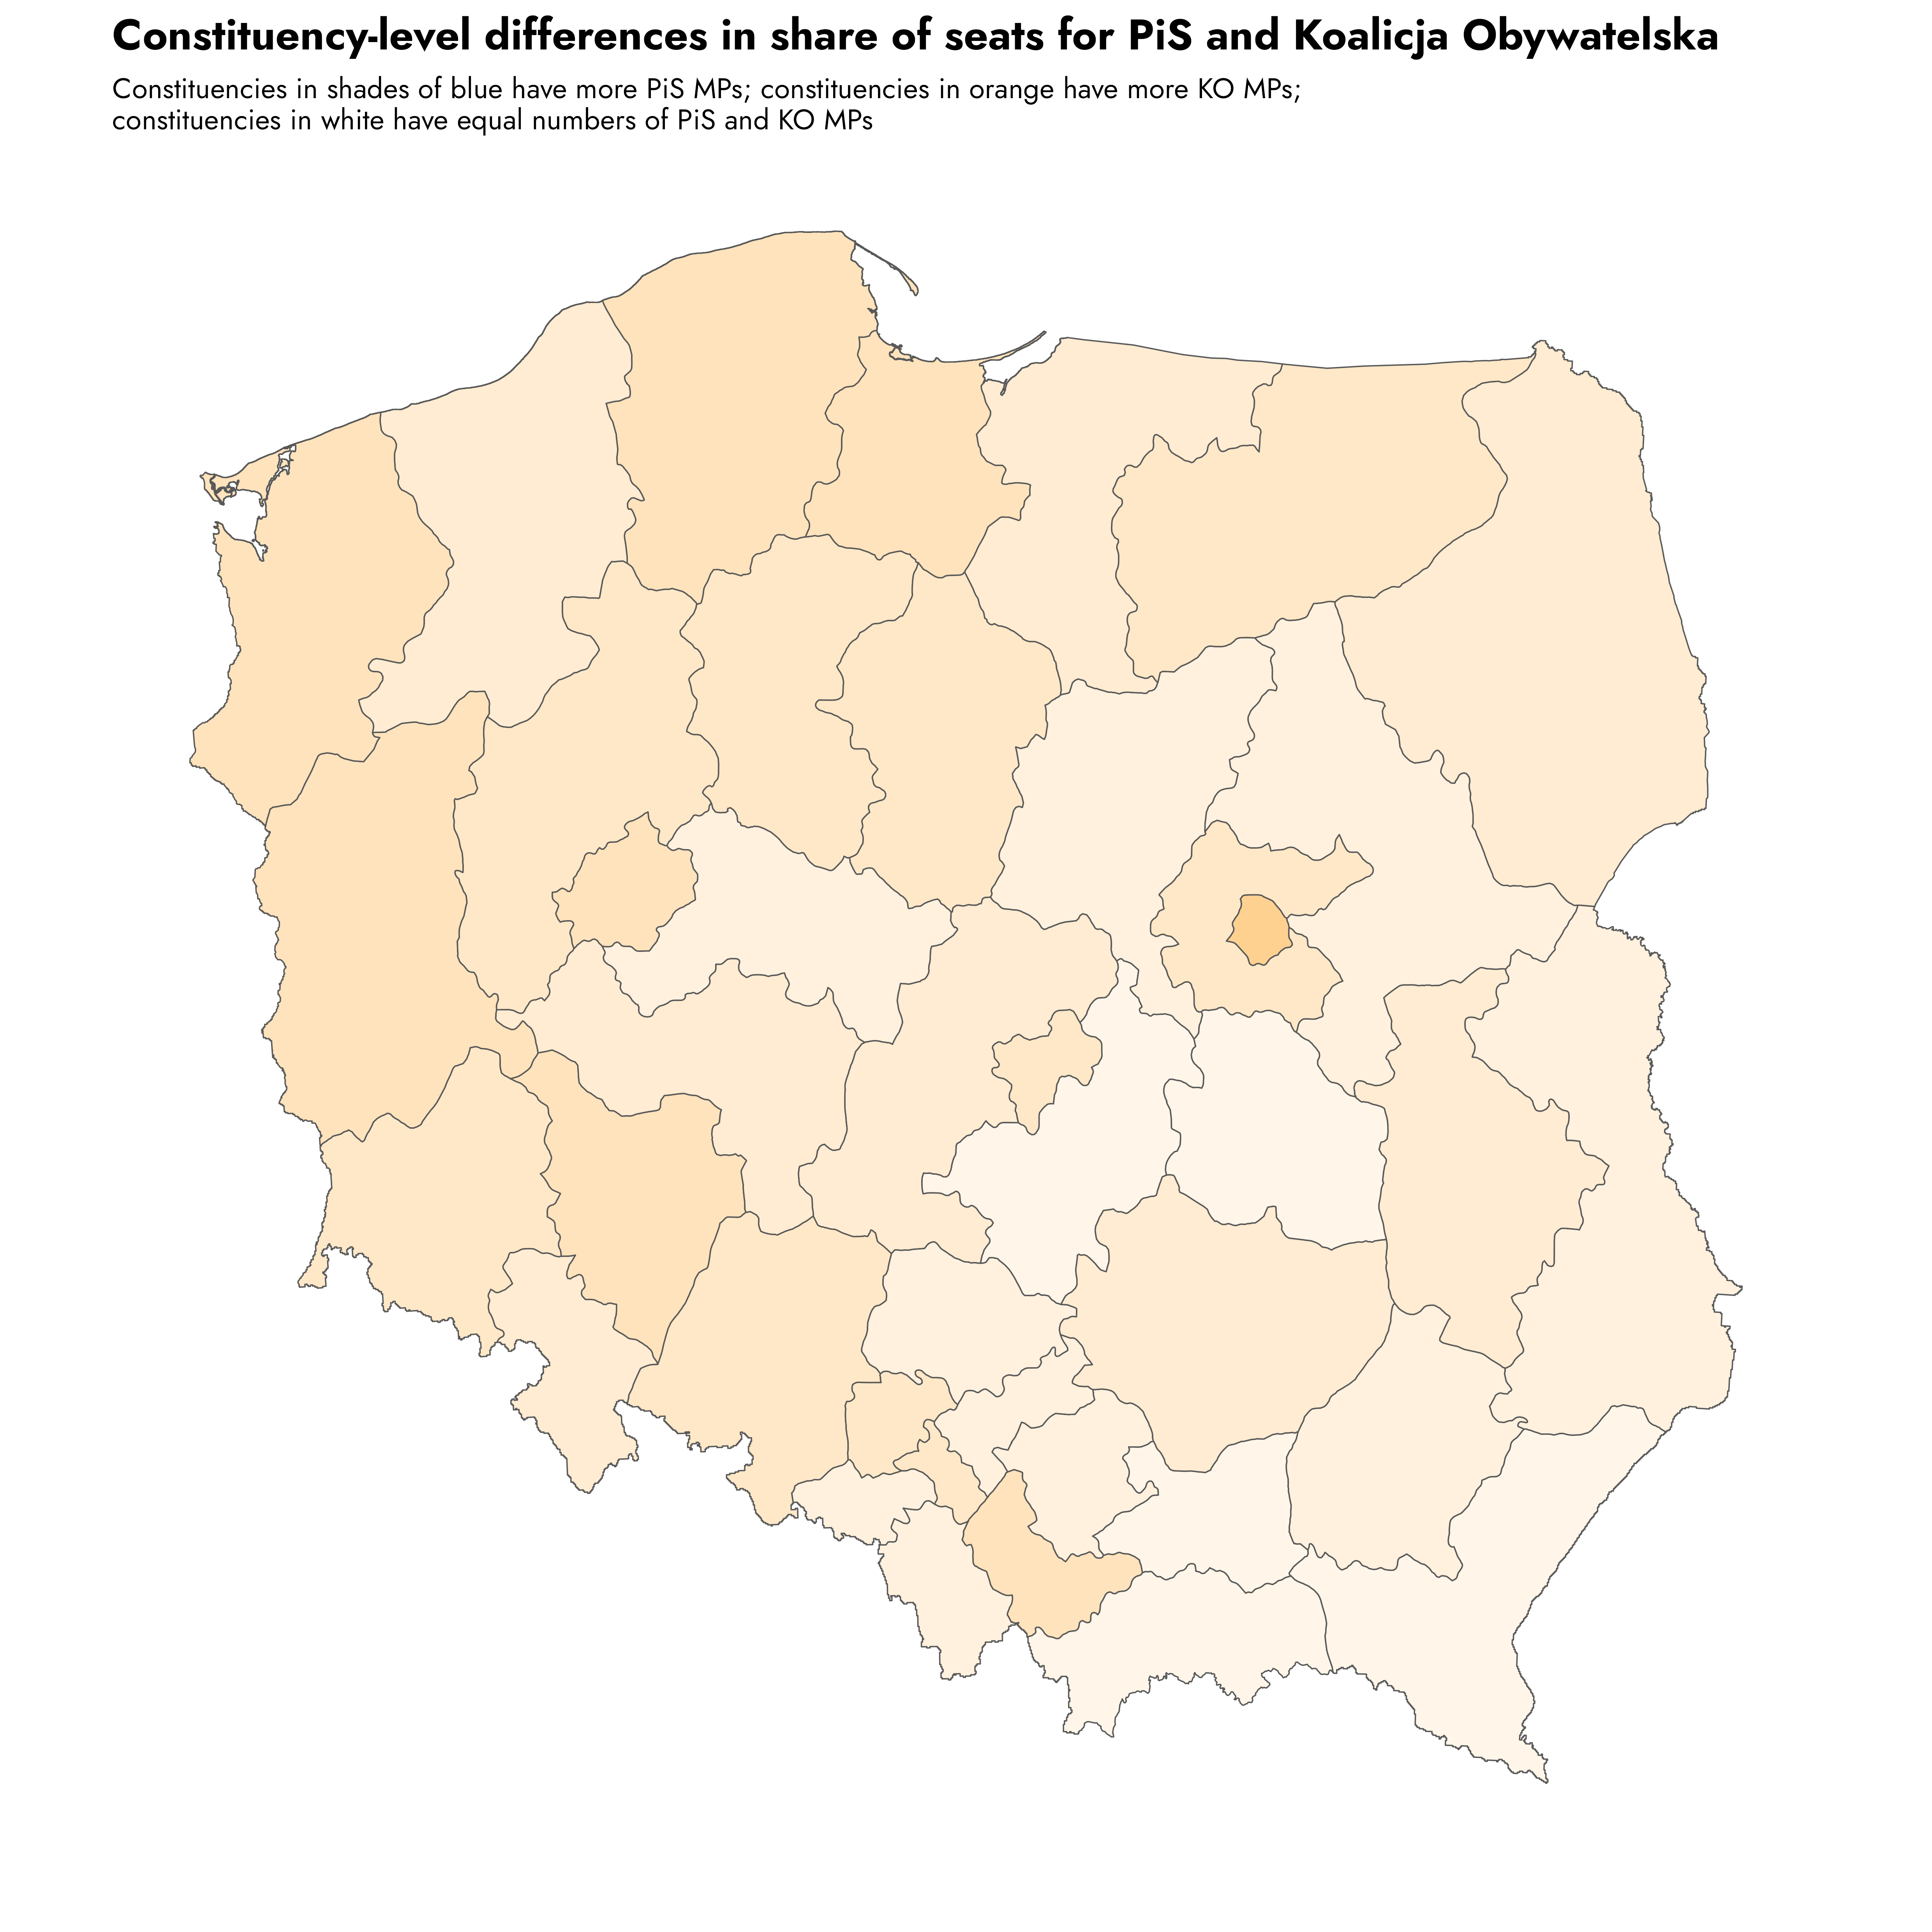 Constituency-level differences in share of seats for PiS and Koalicja Obywatelska
Constituencies in shades of blue have more PiS MPs; constituencies in orange have more KO MPs;
constituencies in white have equal numbers of PiS and KO MPs